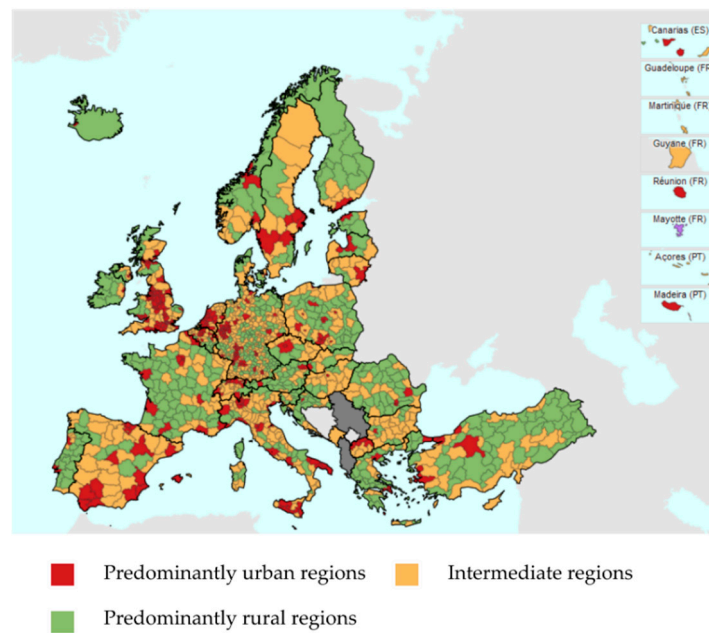 Canarias (ES)
Guadeloupe (FR
Martinique (FR)
Guyane (FR)
Réunion (FR)
Mayotte (FR)
Açores (PT)
Madeira (PT)
Predominantly urban regions
Intermediate regions
Predominantly rural regions